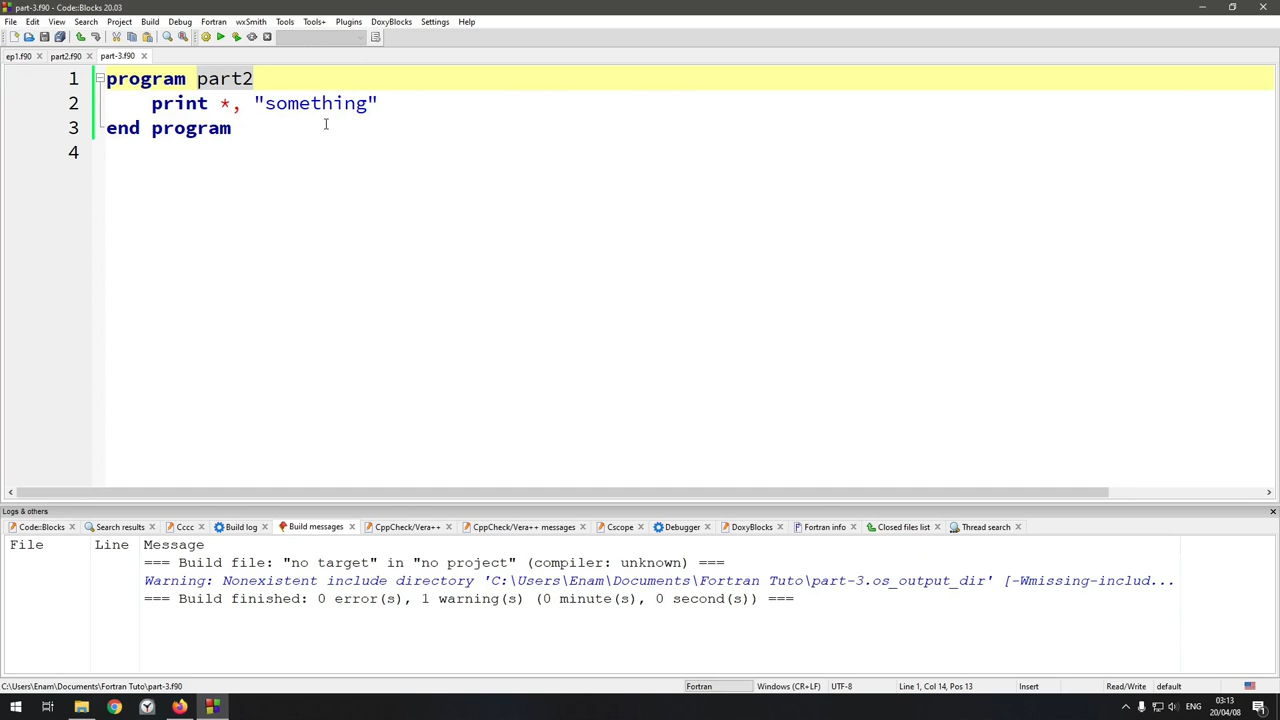 part-3.f90 - Code::Blocks 20.03
File Edit View Search Project Build Debug Fortran wxSmith Tools Tools+ Plugins DoxyBlocks Settings Help
ep1.f90 part2.f90 part-3.f90
1 program part2
2 print *, "something"
3 end program
4
Logs & others
Code::Blocks Search results Cccc Build log Build messages CppCheck/Vera++ CppCheck/Vera++ messages Cscope Debugger DoxyBlocks Fortran info Closed files list Thread search
File Line Message
=== Build file: "no target" in "no project" (compiler: unknown) ===
Warning: Nonexistent include directory 'C:\Users\Enam\Documents\Fortran Tuto\part-3.os_output_dir' [-Wmissing-includ...
=== Build finished: 0 error(s), 1 warning(s) (0 minute(s), 0 second(s)) ===
C:\Users\Enam\Documents\Fortran Tuto\part-3.f90 Fortran Windows (CR+LF) UTF-8 Line 1, Col 14, Pos 13 Insert Read/Write default
ENG 03:13
20/04/08